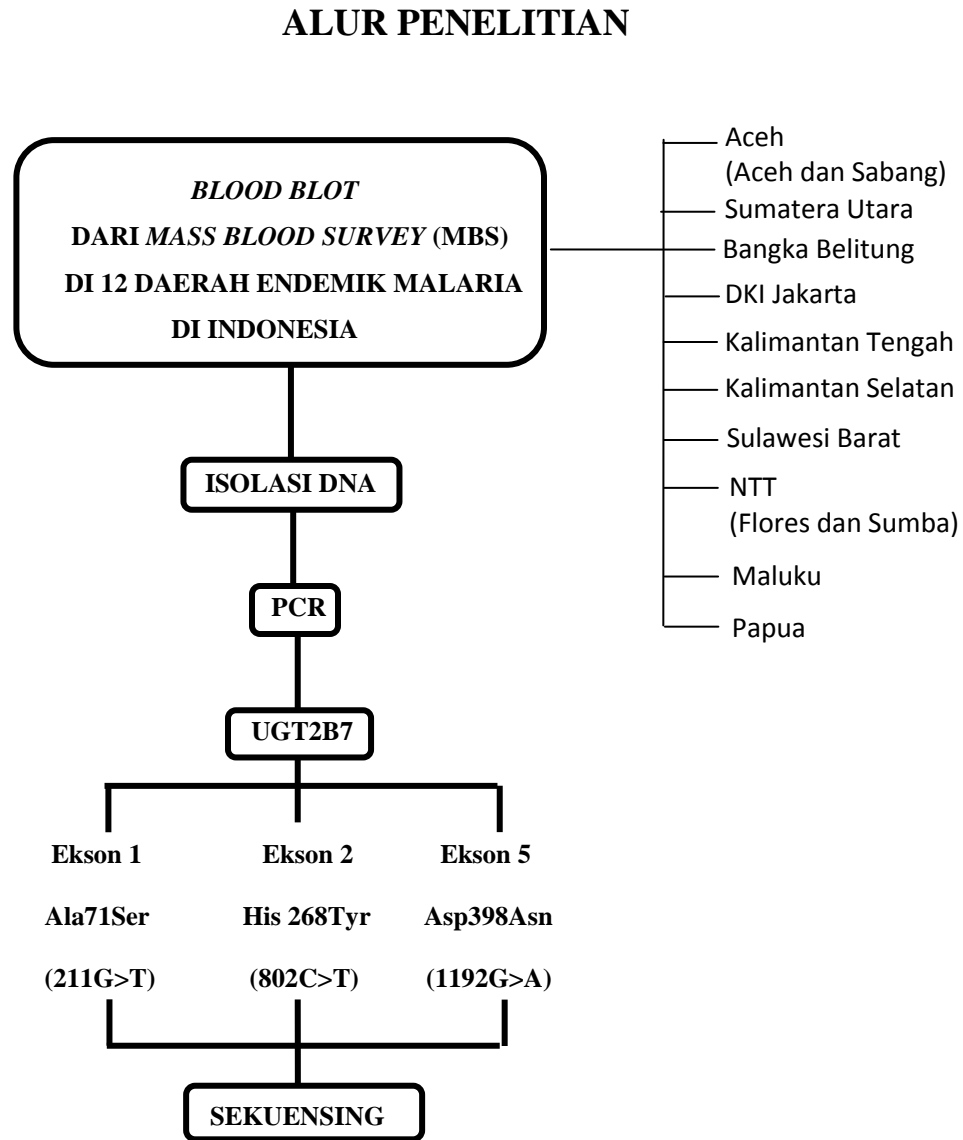 ALUR PENELITIAN
BLOOD BLOT
DARI MASS BLOOD SURVEY (MBS)
DI 12 DAERAH ENDEMIK MALARIA
DI INDONESIA
Aceh
(Aceh dan Sabang)
Sumatera Utara
Bangka Belitung
DKI Jakarta
Kalimantan Tengah
Kalimantan Selatan
Sulawesi Barat
NTT
(Flores dan Sumba)
Maluku
Papua
ISOLASI DNA
PCR
UGT2B7
Ekson 1
Ala71Ser
(211G>T)
Ekson 2
His 268Tyr
(802C>T)
Ekson 5
Asp398Asn
(1192G>A)
SEKUENSING